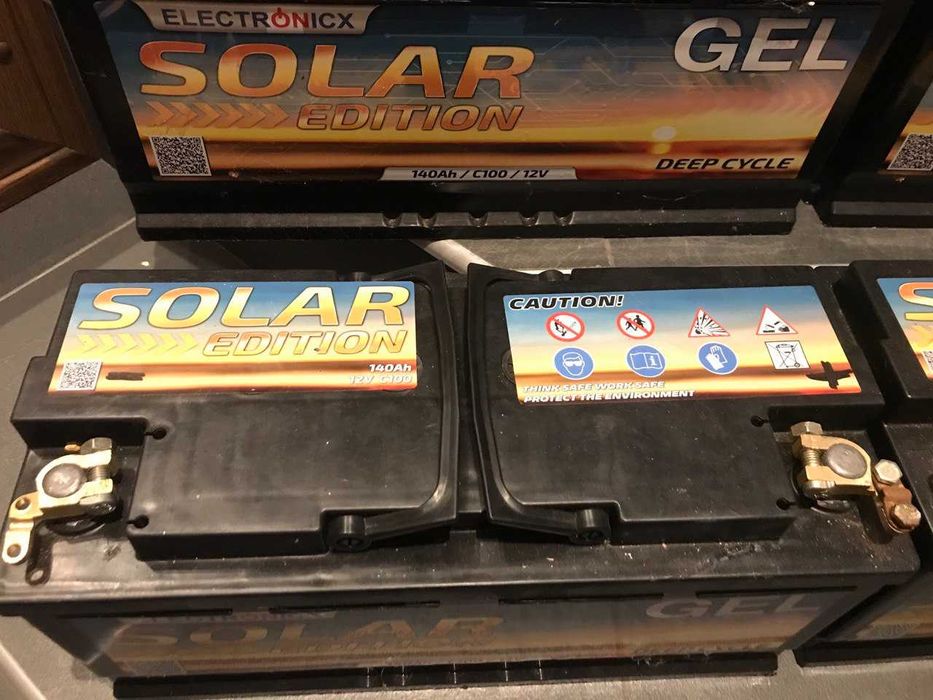 ELECTRONICX
SOLAR
EDITION
GEL
DEEP CYCLE
140Ah / C100 / 12V
SOLAR
EDITION
140Ah
12V C100
CAUTION!
THINK SAFE WORK SAFE
PROTECT THE ENVIRONMENT
S
E
SOLAR
GEL